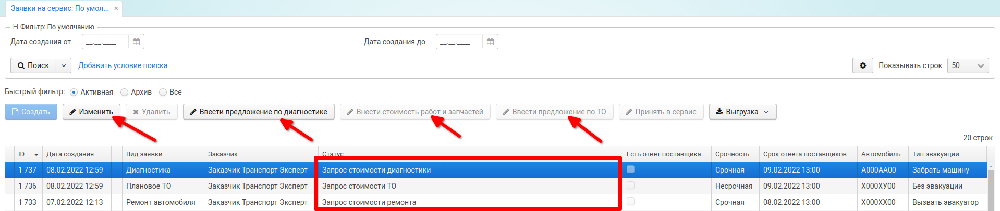 Заявки на сервис: По умол... ×
Фильтр: По умолчанию
Дата создания от __.__.____ Дата создания до __.__.____
Поиск Добавить условие поиска Показывать строк 50
Быстрый фильтр: Активная Архив Все
Создать Изменить Удалить Ввести предложение по диагностике Внести стоимость работ и запчастей Ввести предложение по ТО Принять в сервис Выгрузка
20 строк
ID Дата создания Вид заявки Заказчик Статус Есть ответ поставщика Срочность Срок ответа поставщиков Автомобиль Тип эвакуации
1 737 08.02.2022 12:59 Диагностика Заказчик Транспорт Эксперт Запрос стоимости диагностики Срочная 09.02.2022 13:00 А000АА00 Забрать машину
1 736 08.02.2022 12:59 Плановое ТО Заказчик Транспорт Эксперт Запрос стоимости ТО Несрочная 09.02.2022 13:00 Х000ХУ00 Без эвакуации
1 733 07.02.2022 12:13 Ремонт автомобиля Заказчик Транспорт Эксперт Запрос стоимости ремонта Срочная 08.02.2022 13:00 Х000ХХ00 Вызвать эвакуатор